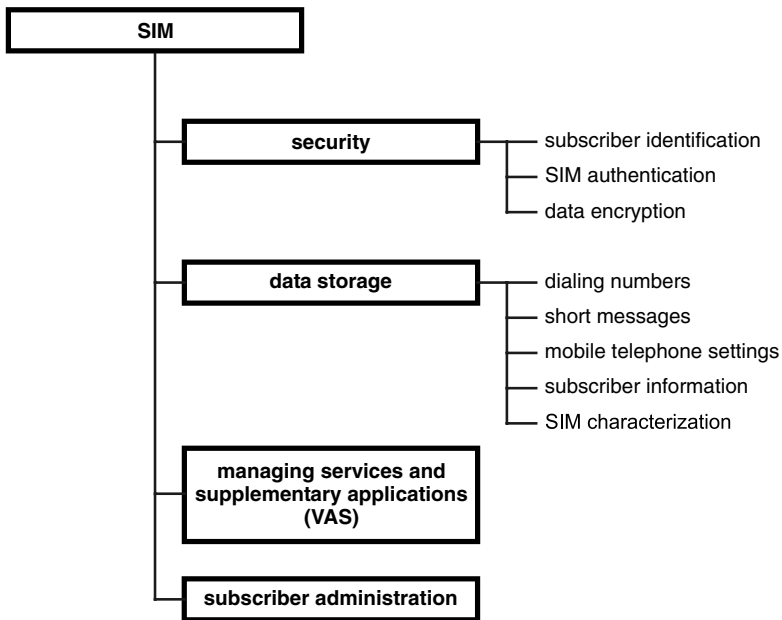 SIM
security
subscriber identification
SIM authentication
data encryption
data storage
dialing numbers
short messages
mobile telephone settings
subscriber information
SIM characterization
managing services and
supplementary applications
(VAS)
subscriber administration